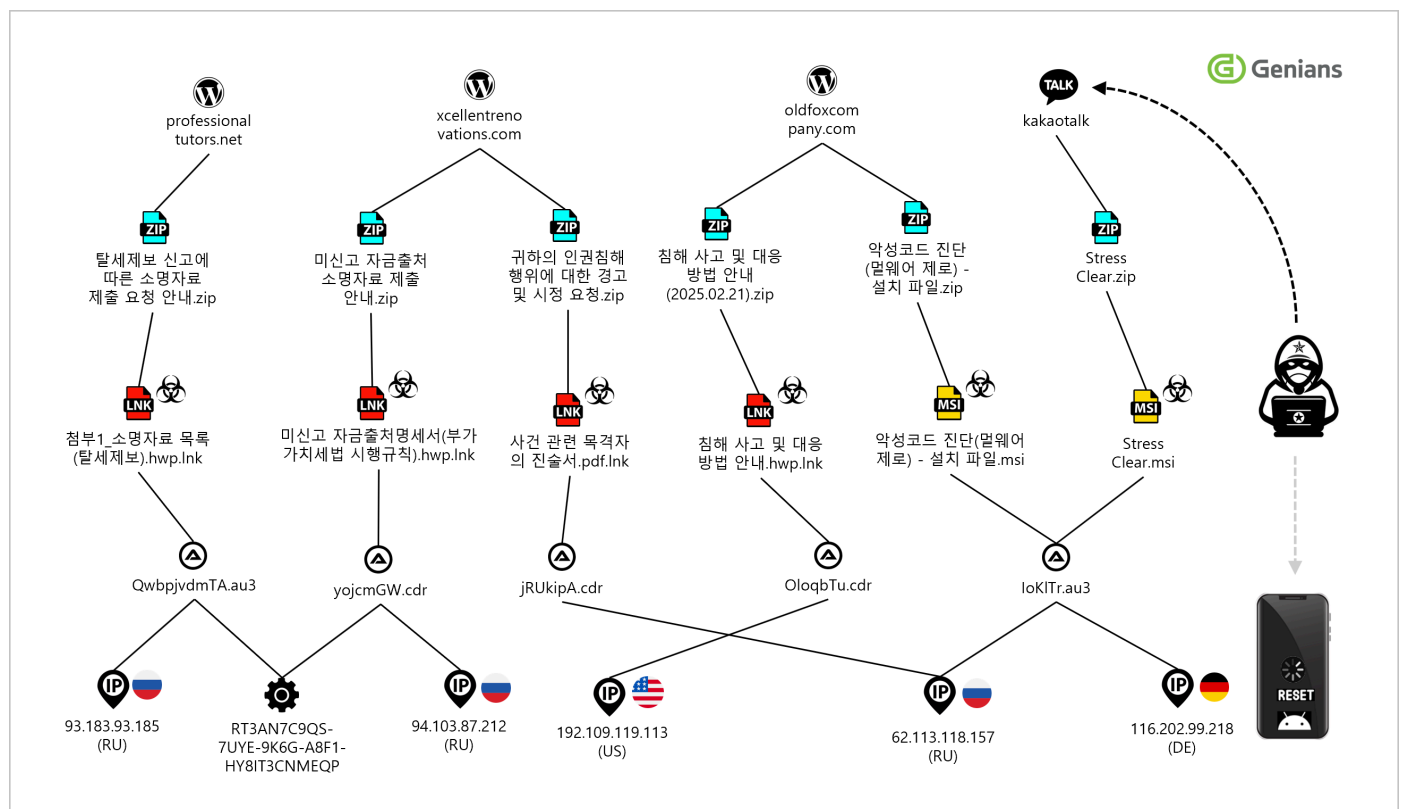 Genians
professional
tutors.net
xcellentreno
vations.com
oldfoxcom
pany.com
TALK
kakaotalk
ZIP
탈세제보 신고에
따른 소명자료
제출 요청 안내.zip
ZIP
미신고 자금출처
소명자료 제출
안내.zip
ZIP
귀하의 인권침해
행위에 대한 경고
및 시정 요청.zip
ZIP
침해 사고 및 대응
방법 안내
(2025.02.21).zip
ZIP
악성코드 진단
(멀웨어 제로) -
설치 파일.zip
ZIP
Stress
Clear.zip
LNK
첨부1_소명자료 목록
(탈세제보).hwp.lnk
LNK
미신고 자금출처명세서(부가
가치세법 시행규칙).hwp.lnk
LNK
사건 관련 목격자
의 진술서.pdf.lnk
LNK
침해 사고 및 대응
방법 안내.hwp.lnk
MSI
악성코드 진단(멀웨어
제로) - 설치 파일.msi
MSI
Stress
Clear.msi
QwbpjvdmTA.au3
yojcmGW.cdr
jRUkipA.cdr
OloqbTu.cdr
IoKlTr.au3
IP
93.183.93.185
(RU)
RT3AN7C9QS-
7UYE-9K6G-A8F1-
HY8IT3CNMEQP
IP
94.103.87.212
(RU)
IP
192.109.119.113
(US)
IP
62.113.118.157
(RU)
IP
116.202.99.218
(DE)
RESET